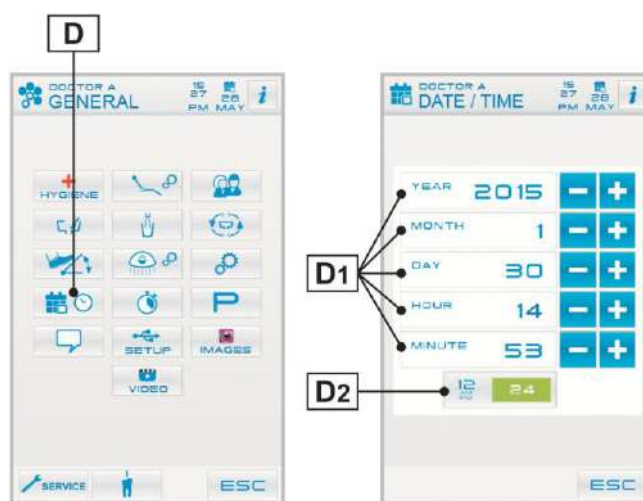 D
DOCTOR A
GENERAL
15
27
PM
28
MAY
i
HYGIENE
P
SETUP
IMAGES
VIDEO
SERVICE
ESC
DOCTOR A
DATE / TIME
15
27
PM
28
MAY
i
YEAR 2015 - +
MONTH 1 - +
DAY 30 - +
HOUR 14 - +
MINUTE 53 - +
12
24
ESC
D1
D2